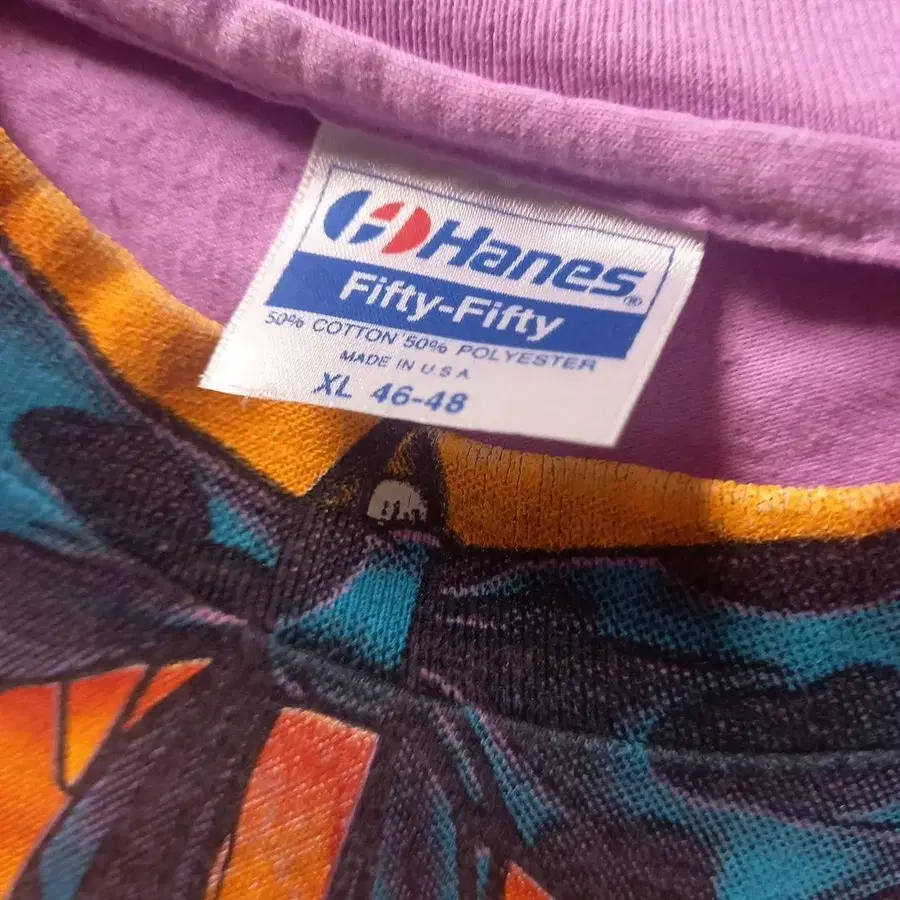 Hanes®
Fifty-Fifty
50% COTTON 50% POLYESTER
MADE IN U.S.A
XL 46-48